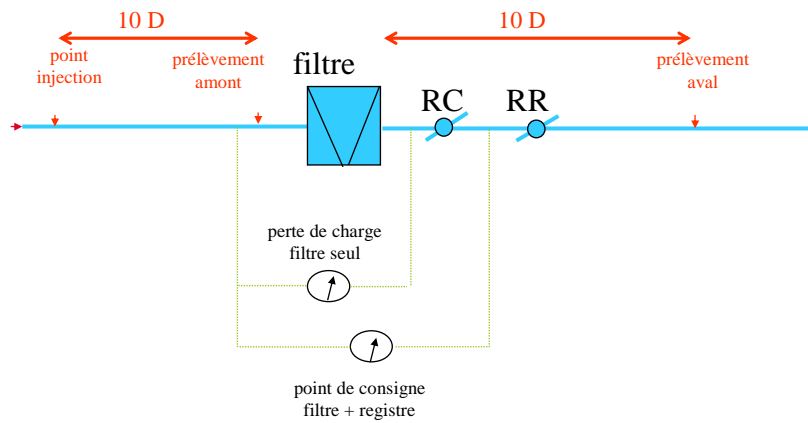 10 D
10 D
point
injection
prélèvement
amont
filtre
RC
RR
prélèvement
aval
perte de charge
filtre seul
point de consigne
filtre + registre